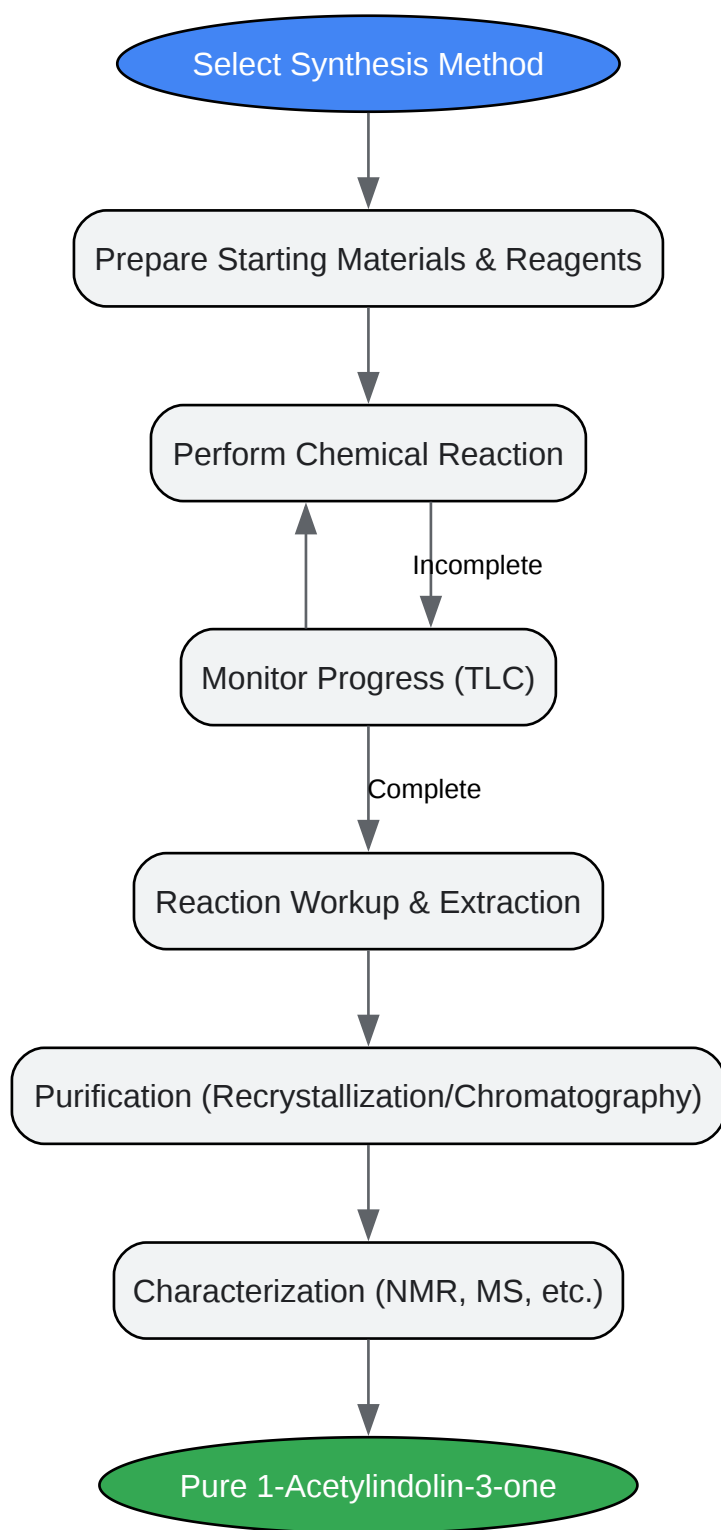 Select Synthesis Method
Prepare Starting Materials & Reagents
Perform Chemical Reaction
Incomplete
Monitor Progress (TLC)
Complete
Reaction Workup & Extraction
Purification (Recrystallization/Chromatography)
Characterization (NMR, MS, etc.)
Pure 1-Acetylindolin-3-one